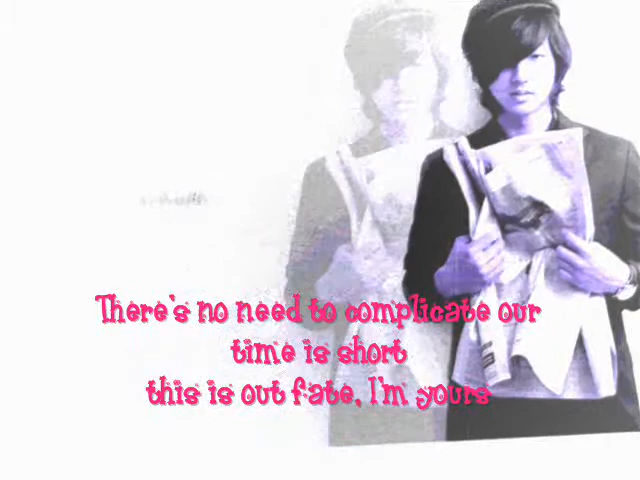 There's no need to complicate our
time is short
this is out fate, I'm yours